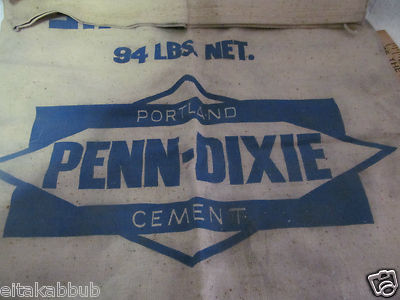 94 LBS. NET.
PORTLAND
PENN-DIXIE
CEMENT
eitakabbub